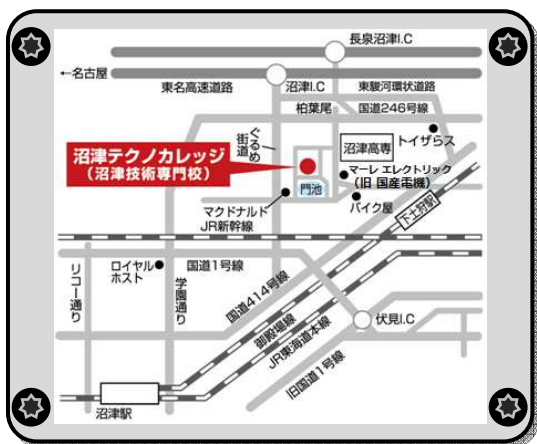 長泉沼津I.C
←名古屋
東名高速道路
沼津I.C
東駿河環状道路
柏葉尾
国道246号線
ぐるめ
街道
沼津高専
トイザらス
沼津テクノカレッジ
(沼津技術専門校)
マーレ エレクトリック
(旧 国産電機)
門池
バイク屋
マクドナルド
JR新幹線
下土狩駅
ロイヤル
ホスト
国道1号線
リコー通り
学園通り
国道414号線
御殿場線
JR東海道本線
伏見I.C
旧国道1号線
沼津駅